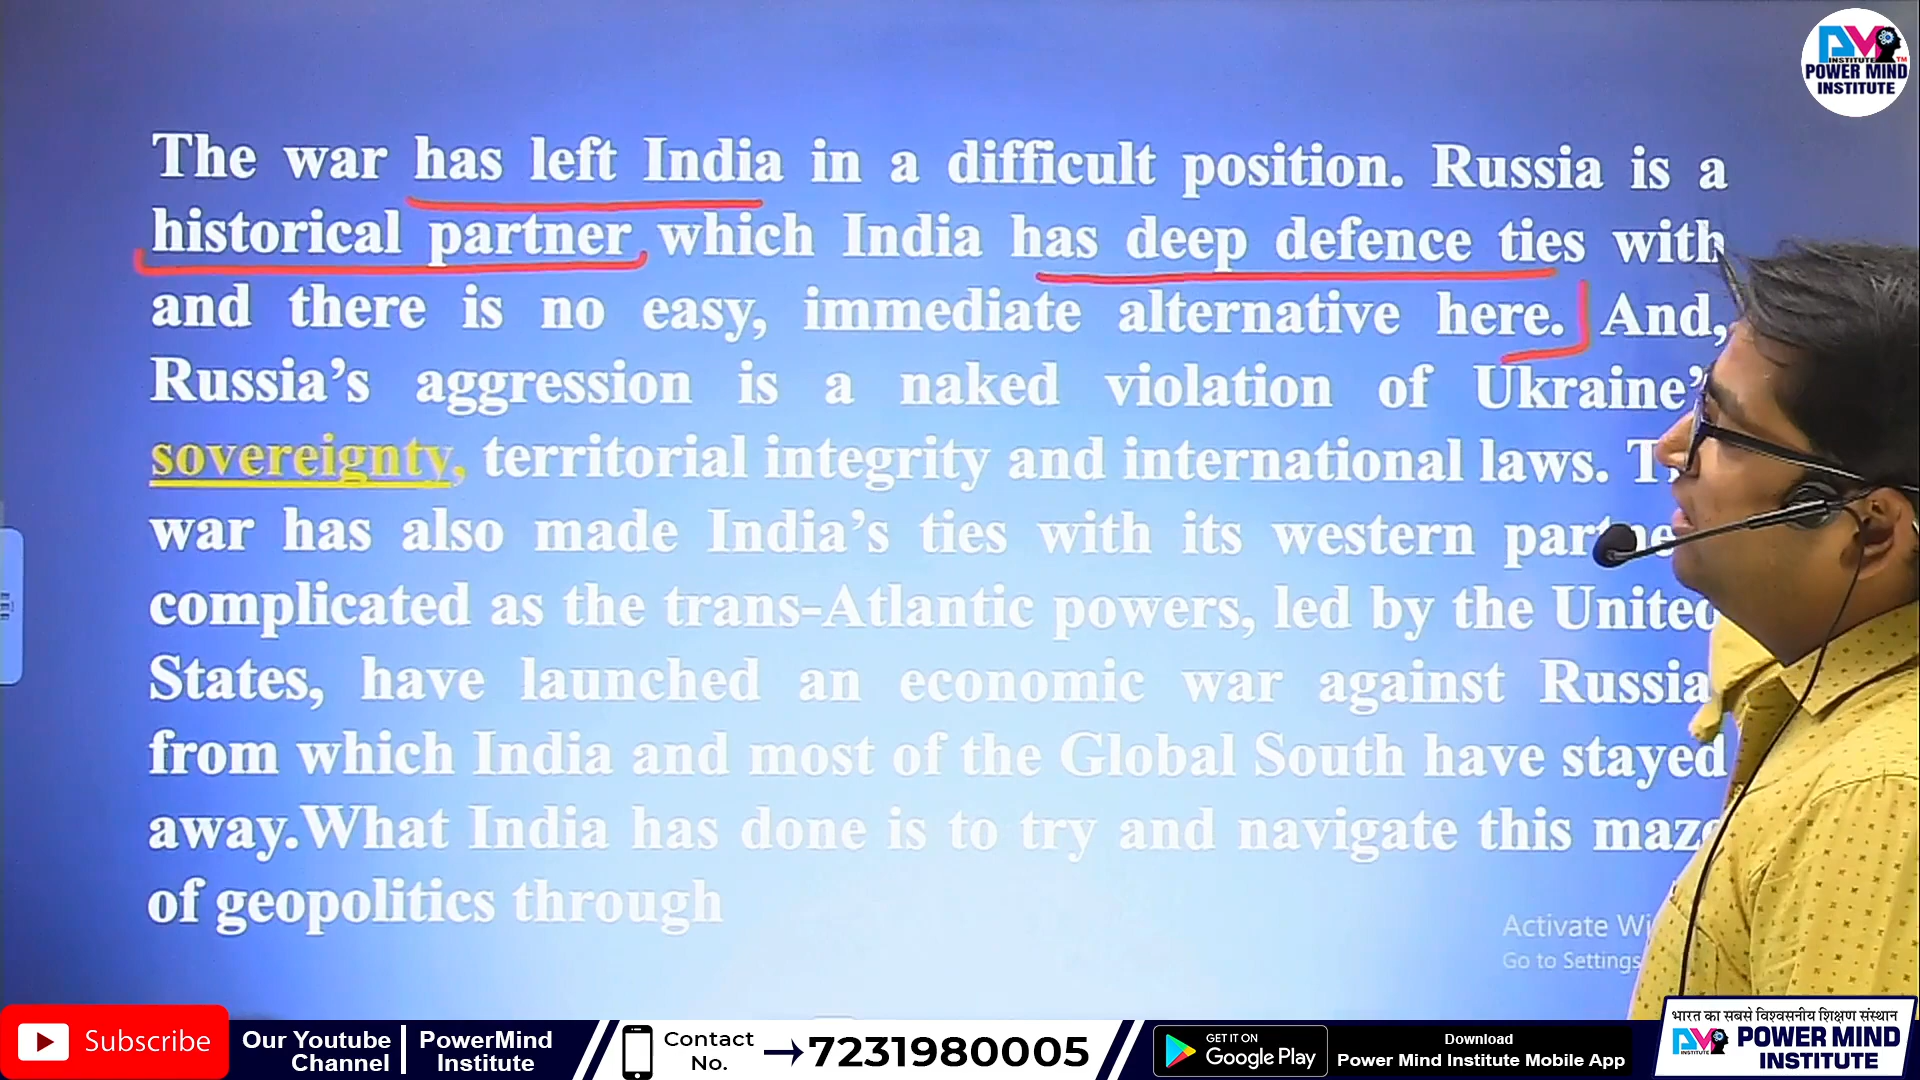 INSTITUTE TM
POWER MIND
INSTITUTE
The war has left India in a difficult position. Russia is a
historical partner which India has deep defence ties with
and there is no easy, immediate alternative here. And,
Russia's aggression is a naked violation of Ukraine's
sovereignty, territorial integrity and international laws.
war has also made India's ties with its western
complicated as the trans-Atlantic powers, led by the United
States, have launched an economic war against Russia
from which India and most of the Global South have stayed
away.What India has done is to try and navigate this maze
of geopolitics through
Activate
Go to Settings
Subscribe
Our Youtube
Channel
PowerMind
Institute
Contact
No.
7231980005
GET IT ON
Google Play
Download
Power Mind Institute Mobile App
भारत का सबसे विश्वसनीय शिक्षण संस्थान
INSTITUTE
POWER MIND
INSTITUTE